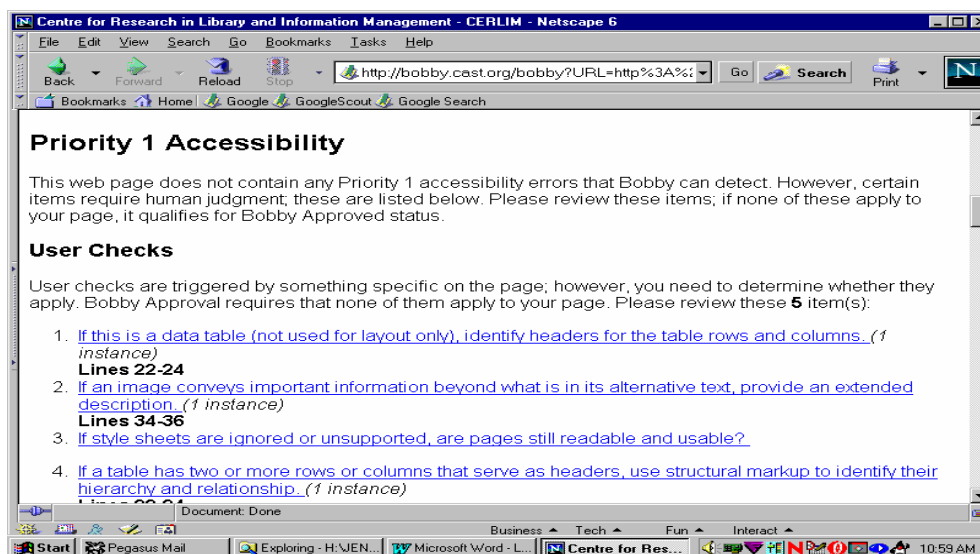 Centre for Research in Library and Information Management - CERLIM - Netscape 6
File Edit View Search Go Bookmarks Tasks Help
Back Forward Reload Stop http://bobby.cast.org/bobby?URL=http%3A% Go Search Print N
Bookmarks Home Google GoogleScout Google Search
Priority 1 Accessibility
This web page does not contain any Priority 1 accessibility errors that Bobby can detect. However, certain
items require human judgment; these are listed below. Please review these items; if none of these apply to
your page, it qualifies for Bobby Approved status.
User Checks
User checks are triggered by something specific on the page; however, you need to determine whether they
apply. Bobby Approval requires that none of them apply to your page. Please review these 5 item(s):
1. If this is a data table (not used for layout only), identify headers for the table rows and columns. (1
instance)
Lines 22-24
2. If an image conveys important information beyond what is in its alternative text, provide an extended
description. (1 instance)
Lines 34-36
3. If style sheets are ignored or unsupported, are pages still readable and usable?
4. If a table has two or more rows or columns that serve as headers, use structural markup to identify their
hierarchy and relationship. (1 instance)
Document: Done
Business Tech Fun Interact
Start Pegasus Mail Exploring - H:\JEN... Microsoft Word - L... Centre for Res... 10:59 AM